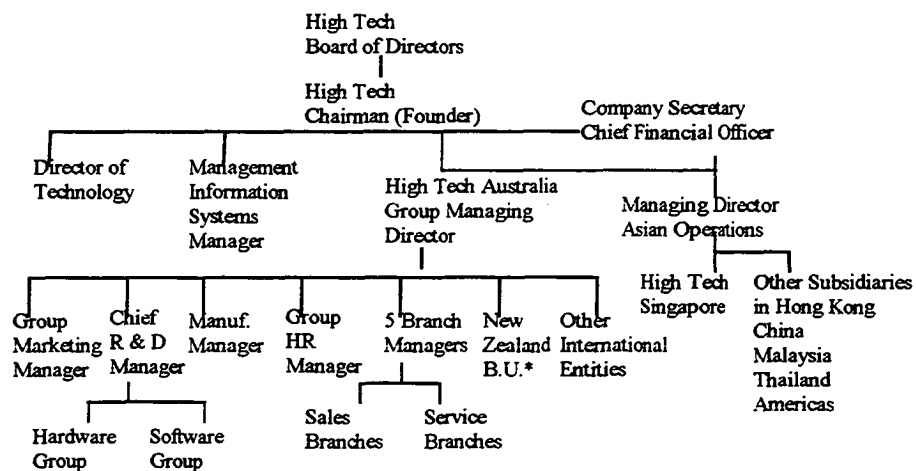 High Tech
Board of Directors
High Tech
Chairman (Founder)
Company Secretary
Chief Financial Officer
Director of
Technology
Management
Information
Systems
Manager
High Tech Australia
Group Managing
Director
Managing Director
Asian Operations
High Tech
Singapore
Other Subsidiaries
in Hong Kong
China
Malaysia
Thailand
Americas
Group
Marketing
Manager
Chief
R & D
Manager
Manuf.
Manager
Group
HR
Manager
5 Branch
Managers
New
Zealand
B.U.*
Other
International
Entities
Hardware
Group
Software
Group
Sales
Branches
Service
Branches